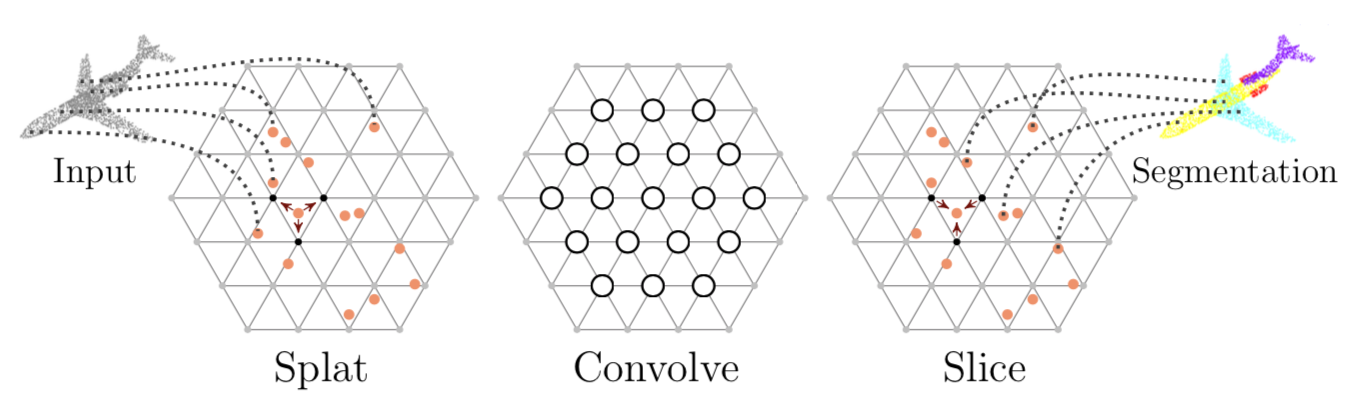 Input
Segmentation
Splat
Convolve
Slice